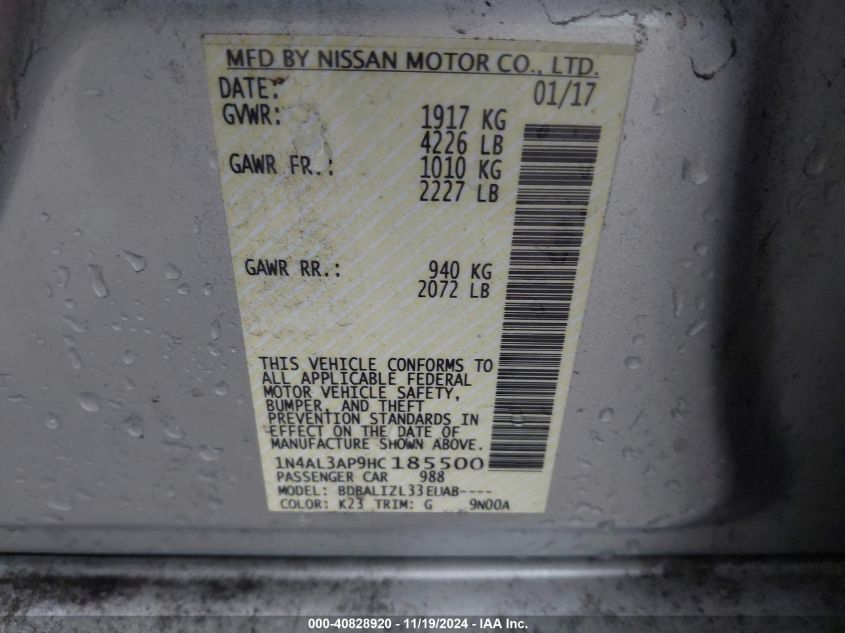 MFD BY NISSAN MOTOR CO., LTD.
DATE: 01/17
GVWR: 1917 KG
4226 LB
GAWR FR.: 1010 KG
2227 LB
GAWR RR.: 940 KG
2072 LB
THIS VEHICLE CONFORMS TO
ALL APPLICABLE FEDERAL
MOTOR VEHICLE SAFETY,
BUMPER, AND THEFT
PREVENTION STANDARDS IN
EFFECT ON THE DATE OF
MANUFACTURE SHOWN ABOVE.
1N4AL3AP9HC185500
PASSENGER CAR 988
MODEL: BDBALIZL33EUAB----
COLOR: K23 TRIM: G 9N00A
000-40828920 - 11/19/2024 - IAA Inc.